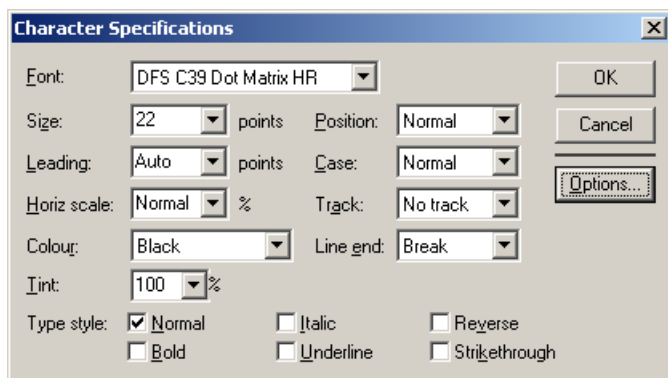 Character Specifications
Font: DFS C39 Dot Matrix HR OK
Size: 22 points Position: Normal Cancel
Leading: Auto points Case: Normal Options...
Horiz scale: Normal % Track: No track
Colour: Black Line end: Break
Tint: 100 %
Type style: Normal Italic Reverse
Bold Underline Strikethrough